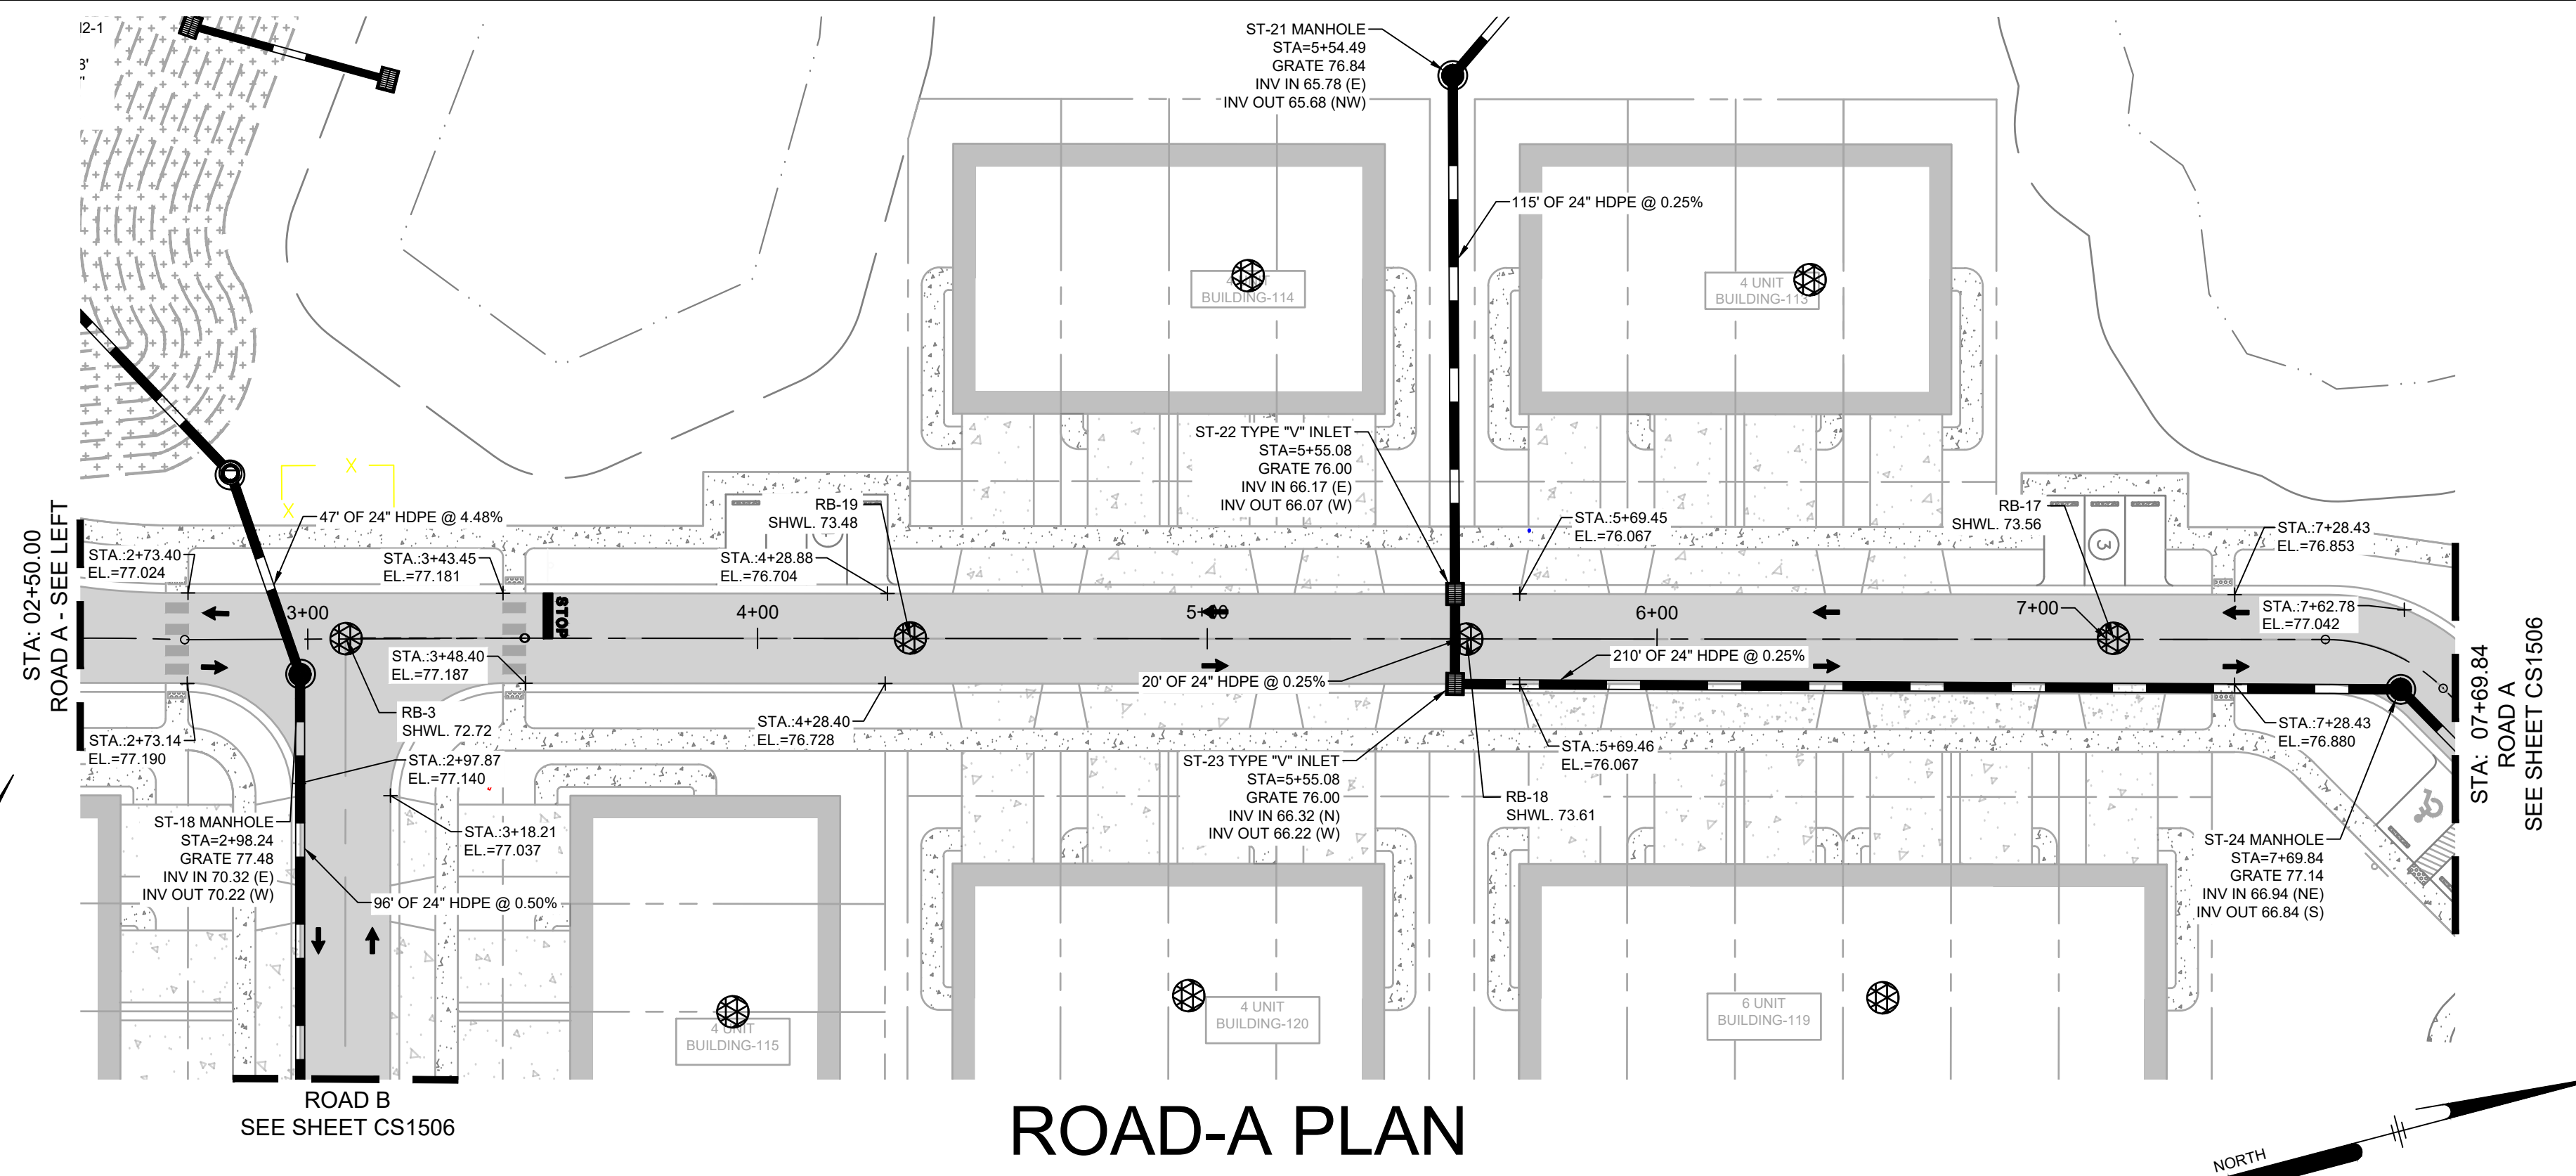 12-1
8'
ST-21 MANHOLE
STA=5+54.49
GRATE 76.84
INV IN 65.78 (E)
INV OUT 65.68 (NW)
115' OF 24" HDPE @ 0.25%
4 UNIT
BUILDING-114
4 UNIT
BUILDING-113
ST-22 TYPE "V" INLET
STA=5+55.08
GRATE 76.00
INV IN 66.17 (E)
INV OUT 66.07 (W)
X
X
47' OF 24" HDPE @ 4.48%
RB-19
SHWL. 73.48
STA.:5+69.45
EL.=76.067
RB-17
SHWL. 73.56
3
STA.:7+28.43
EL.=76.853
STA: 02+50.00
ROAD A - SEE LEFT
STA.:2+73.40
EL.=77.024
STA.:3+43.45
EL.=77.181
STA.:4+28.88
EL.=76.704
3+00
STOP
4+00
5+00
6+00
7+00
STA.:7+62.78
EL.=77.042
STA.:3+48.40
EL.=77.187
20' OF 24" HDPE @ 0.25%
210' OF 24" HDPE @ 0.25%
STA: 07+69.84
ROAD A
SEE SHEET CS1506
RB-3
SHWL. 72.72
STA.:4+28.40
EL.=76.728
STA.:7+28.43
EL.=76.880
STA.:2+73.14
EL.=77.190
STA.:2+97.87
EL.=77.140
STA.:5+69.46
EL.=76.067
ST-23 TYPE "V" INLET
STA=5+55.08
GRATE 76.00
INV IN 66.32 (N)
INV OUT 66.22 (W)
RB-18
SHWL. 73.61
ST-18 MANHOLE
STA=2+98.24
GRATE 77.48
INV IN 70.32 (E)
INV OUT 70.22 (W)
STA.:3+18.21
EL.=77.037
ST-24 MANHOLE
STA=7+69.84
GRATE 77.14
INV IN 66.94 (NE)
INV OUT 66.84 (S)
96' OF 24" HDPE @ 0.50%
4 UNIT
BUILDING-115
4 UNIT
BUILDING-120
6 UNIT
BUILDING-119
ROAD B
SEE SHEET CS1506
ROAD-A PLAN
NORTH